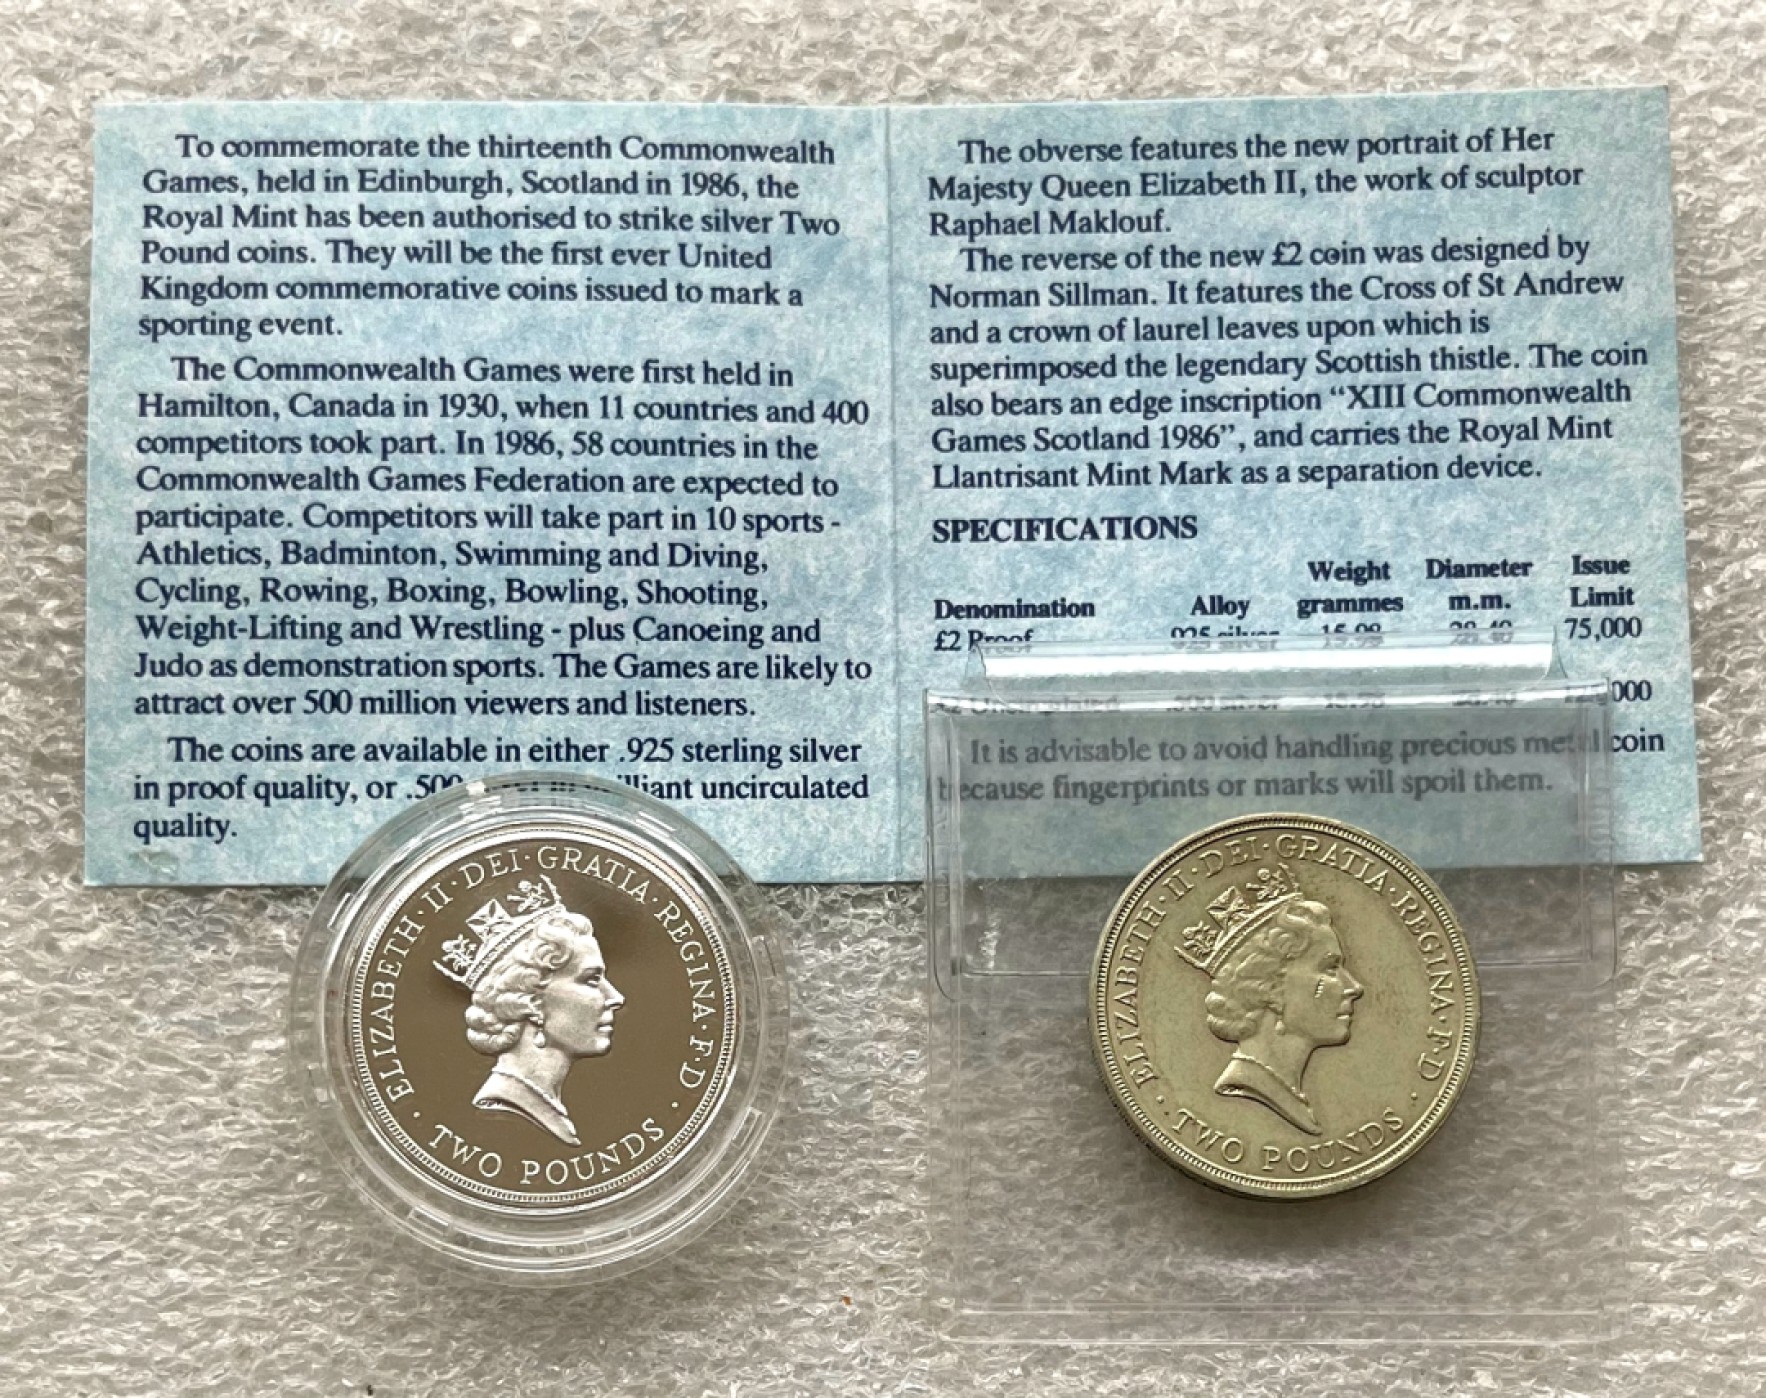 To commemorate the thirteenth Commonwealth
Games, held in Edinburgh, Scotland in 1986, the
Royal Mint has been authorised to strike silver Two
Pound coins. They will be the first ever United
Kingdom commemorative coins issued to mark a
sporting event.
The Commonwealth Games were first held in
Hamilton, Canada in 1930, when 11 countries and 400
competitors took part. In 1986, 58 countries in the
Commonwealth Games Federation are expected to
participate. Competitors will take part in 10 sports -
Athletics, Badminton, Swimming and Diving,
Cycling, Rowing, Boxing, Bowling, Shooting,
Weight-Lifting and Wrestling - plus Canoeing and
Judo as demonstration sports. The Games are likely to
attract over 500 million viewers and listeners.
The coins are available in either .925 sterling silver
in proof quality, or uncirculated
quality.
The obverse features the new portrait of Her
Majesty Queen Elizabeth II, the work of sculptor
Raphael Maklouf.
The reverse of the new £2 coin was designed by
Norman Sillman. It features the Cross of St Andrew
and a crown of laurel leaves upon which is
superimposed the legendary Scottish thistle. The coin
also bears an edge inscription "XIII Commonwealth
Games Scotland 1986", and carries the Royal Mint
Llantrisant Mint Mark as a separation device.
SPECIFICATIONS
Denomination Alloy Weight grammes Diameter m.m. Issue Limit
£2 Proof .925 silver 75,000
It is advisable to avoid handling precious metal coin
because fingerprints or marks will spoil them.
ELIZABETH·II·DEI·GRATIA·REGINA·F·D·
TWO POUNDS
ELIZABETH·II·DEI·GRATIA·REGINA·F·D·
TWO POUNDS